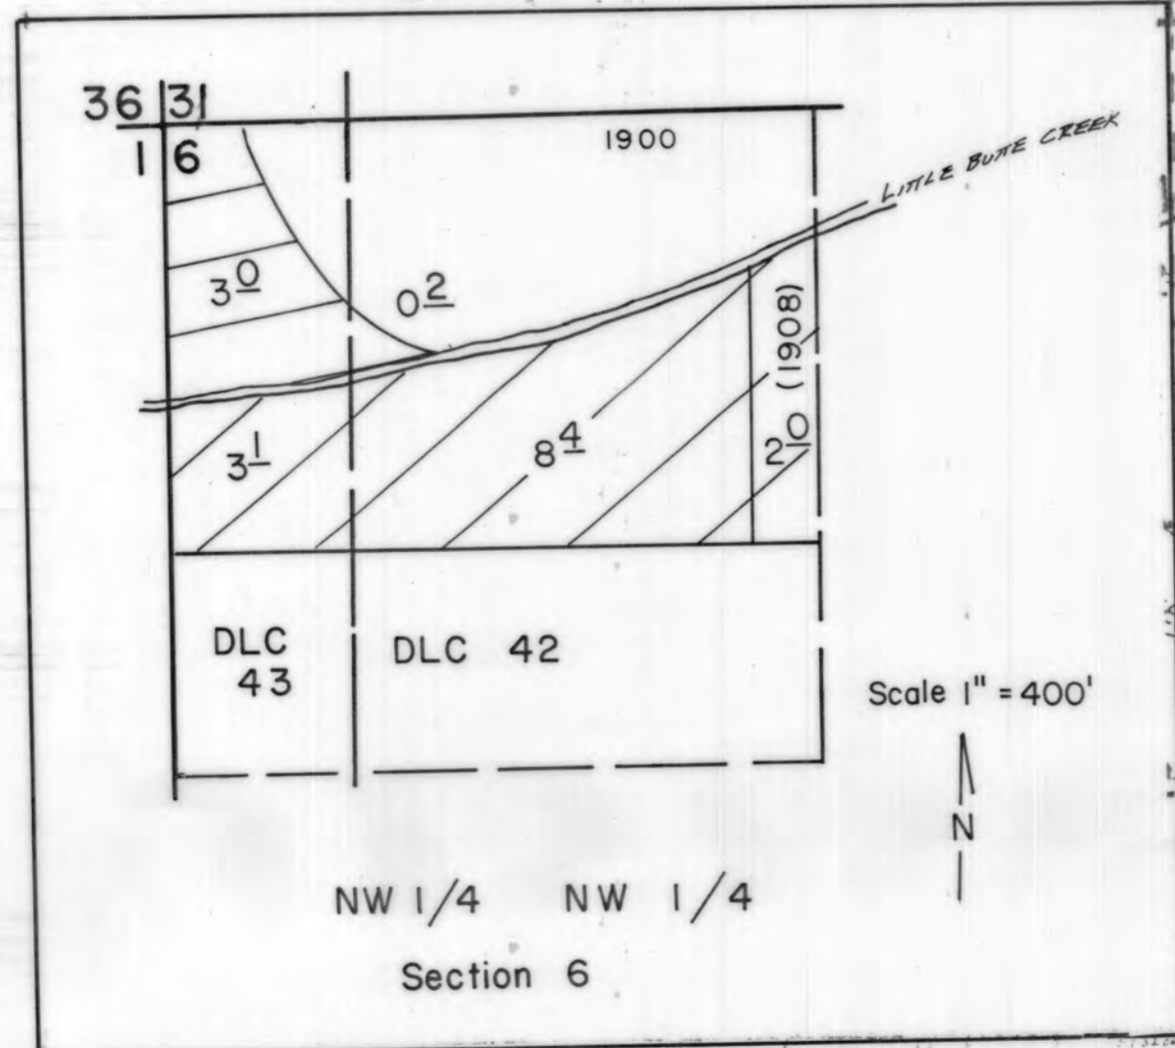 36 31
1 6
1900
LITTLE BUTTE CREEK
3 0
0 2
(1908)
3 1
8 4
2 0
DLC 43
DLC 42
Scale 1" = 400'
N
NW 1/4 NW 1/4
Section 6